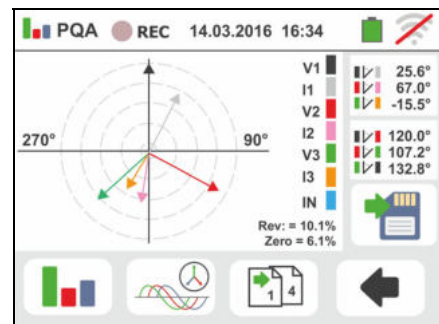 PQA REC 14.03.2016 16:34
270° 90°
V1
I1
V2
I2
V3
I3
IN
Rev: = 10.1%
Zero = 6.1%
25.6°
67.0°
-15.5°
120.0°
107.2°
132.8°
1 4